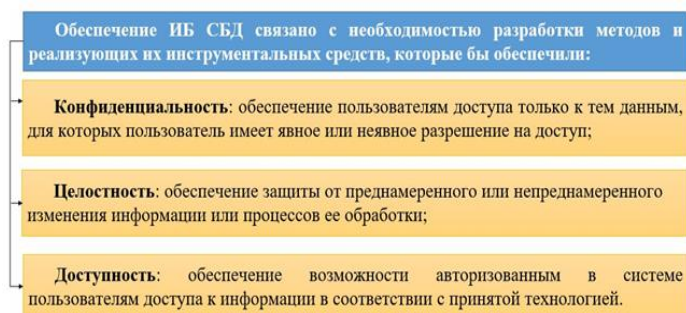 Обеспечение ИБ СБД связано с необходимостью разработки методов и
реализующих их инструментальных средств, которые бы обеспечили:
Конфиденциальность: обеспечение пользователям доступа только к тем данным,
для которых пользователь имеет явное или неявное разрешение на доступ;
Целостность: обеспечение защиты от преднамеренного или непреднамеренного
изменения информации или процессов ее обработки;
Доступность: обеспечение возможности авторизованным в системе
пользователям доступа к информации в соответствии с принятой технологией.